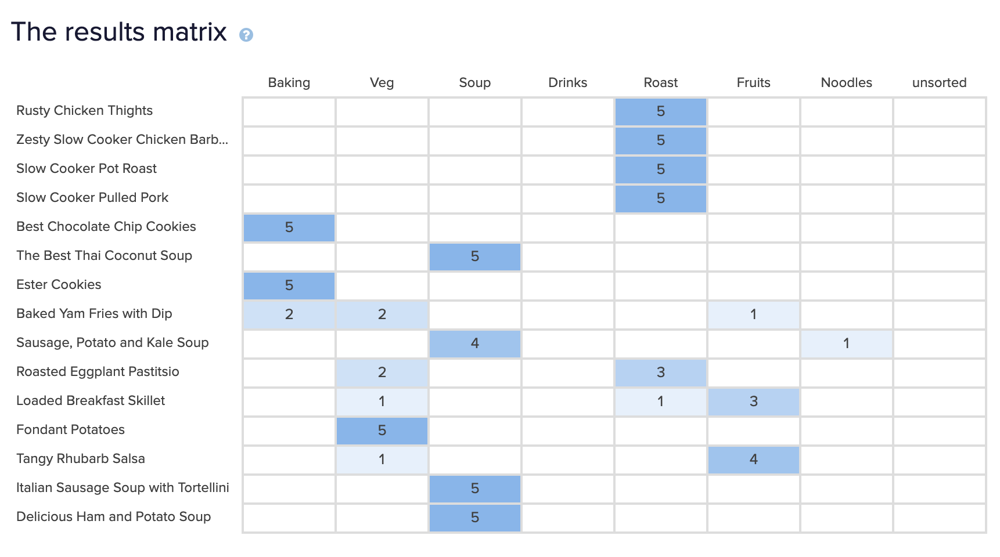 The results matrix ?
Baking Veg Soup Drinks Roast Fruits Noodles unsorted
Rusty Chicken Thights 5
Zesty Slow Cooker Chicken Barb... 5
Slow Cooker Pot Roast 5
Slow Cooker Pulled Pork 5
Best Chocolate Chip Cookies 5
The Best Thai Coconut Soup 5
Ester Cookies 5
Baked Yam Fries with Dip 2 2 1
Sausage, Potato and Kale Soup 4 1
Roasted Eggplant Pastitsio 2 3
Loaded Breakfast Skillet 1 1 3
Fondant Potatoes 5
Tangy Rhubarb Salsa 1 4
Italian Sausage Soup with Tortellini 5
Delicious Ham and Potato Soup 5